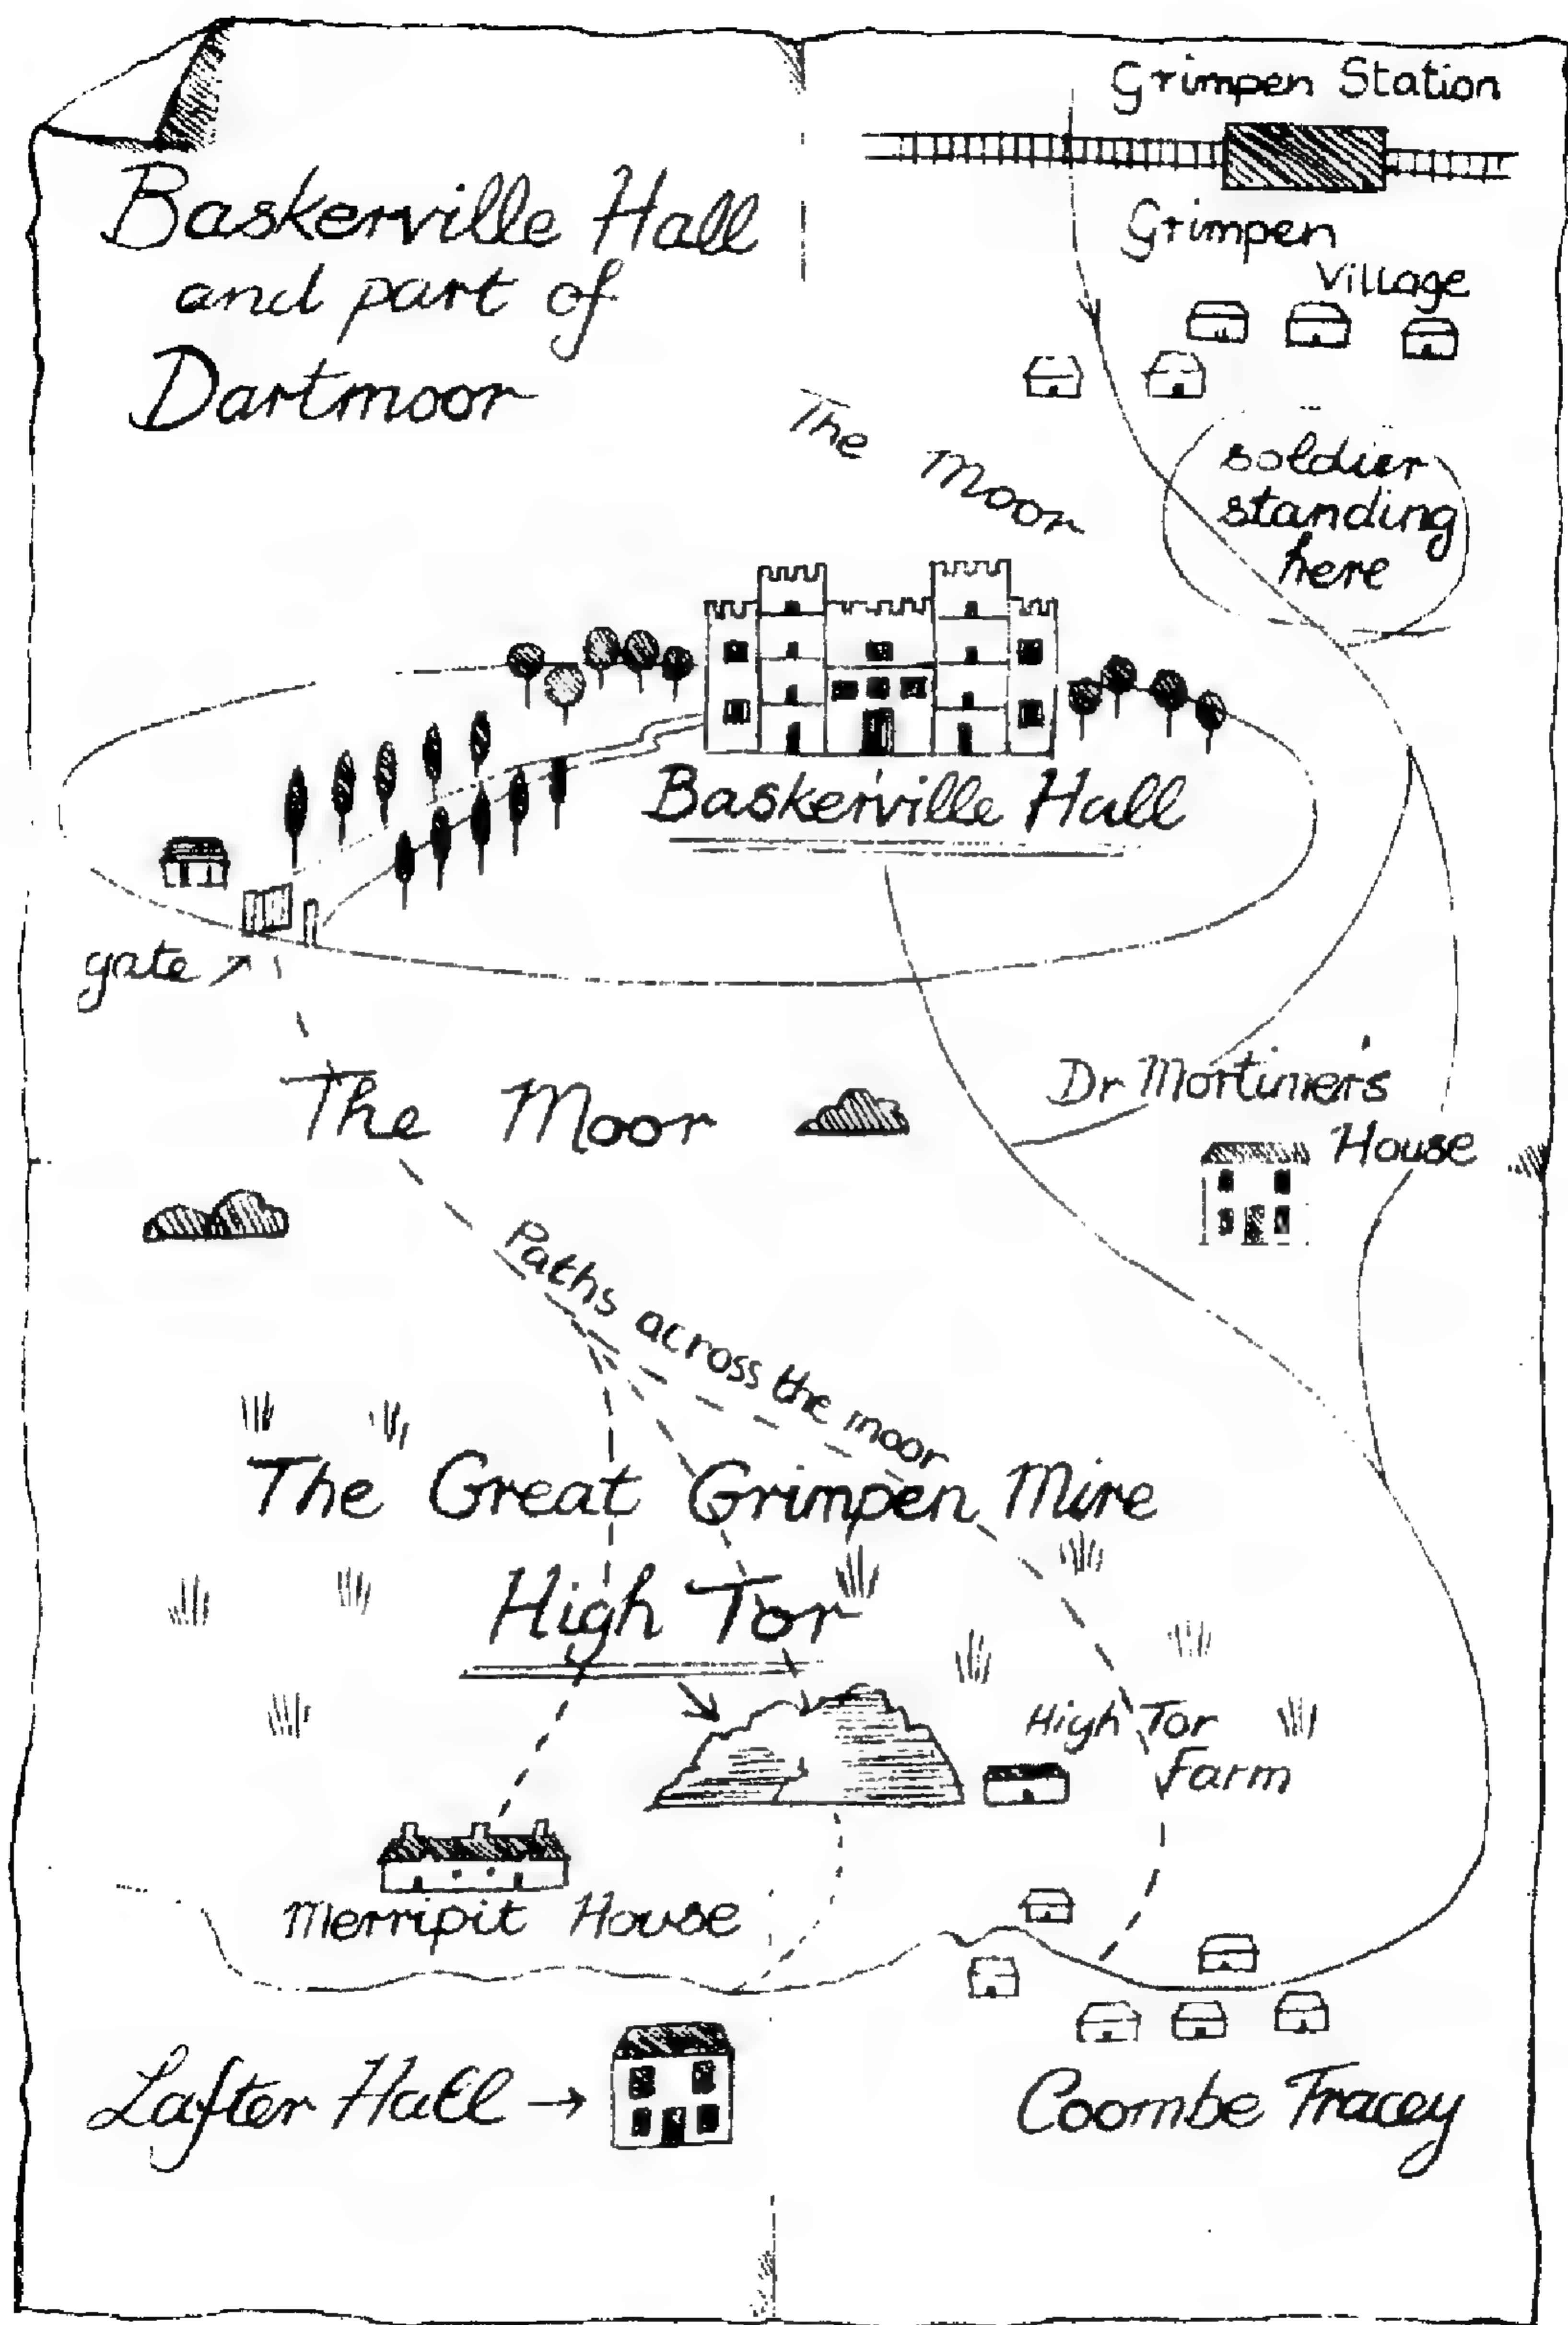 Grimpen Station
Baskerville Hall
and part of
Dartmoor
Grimpen
Village
The Moor
soldier
standing
here
Baskerville Hall
gate
The Moor
Dr Mortimer's
House
Paths across the moor
The Great Grimpen Mire
High Tor
High Tor
Farm
Merripit House
Lafter Hall →
Coombe Tracey